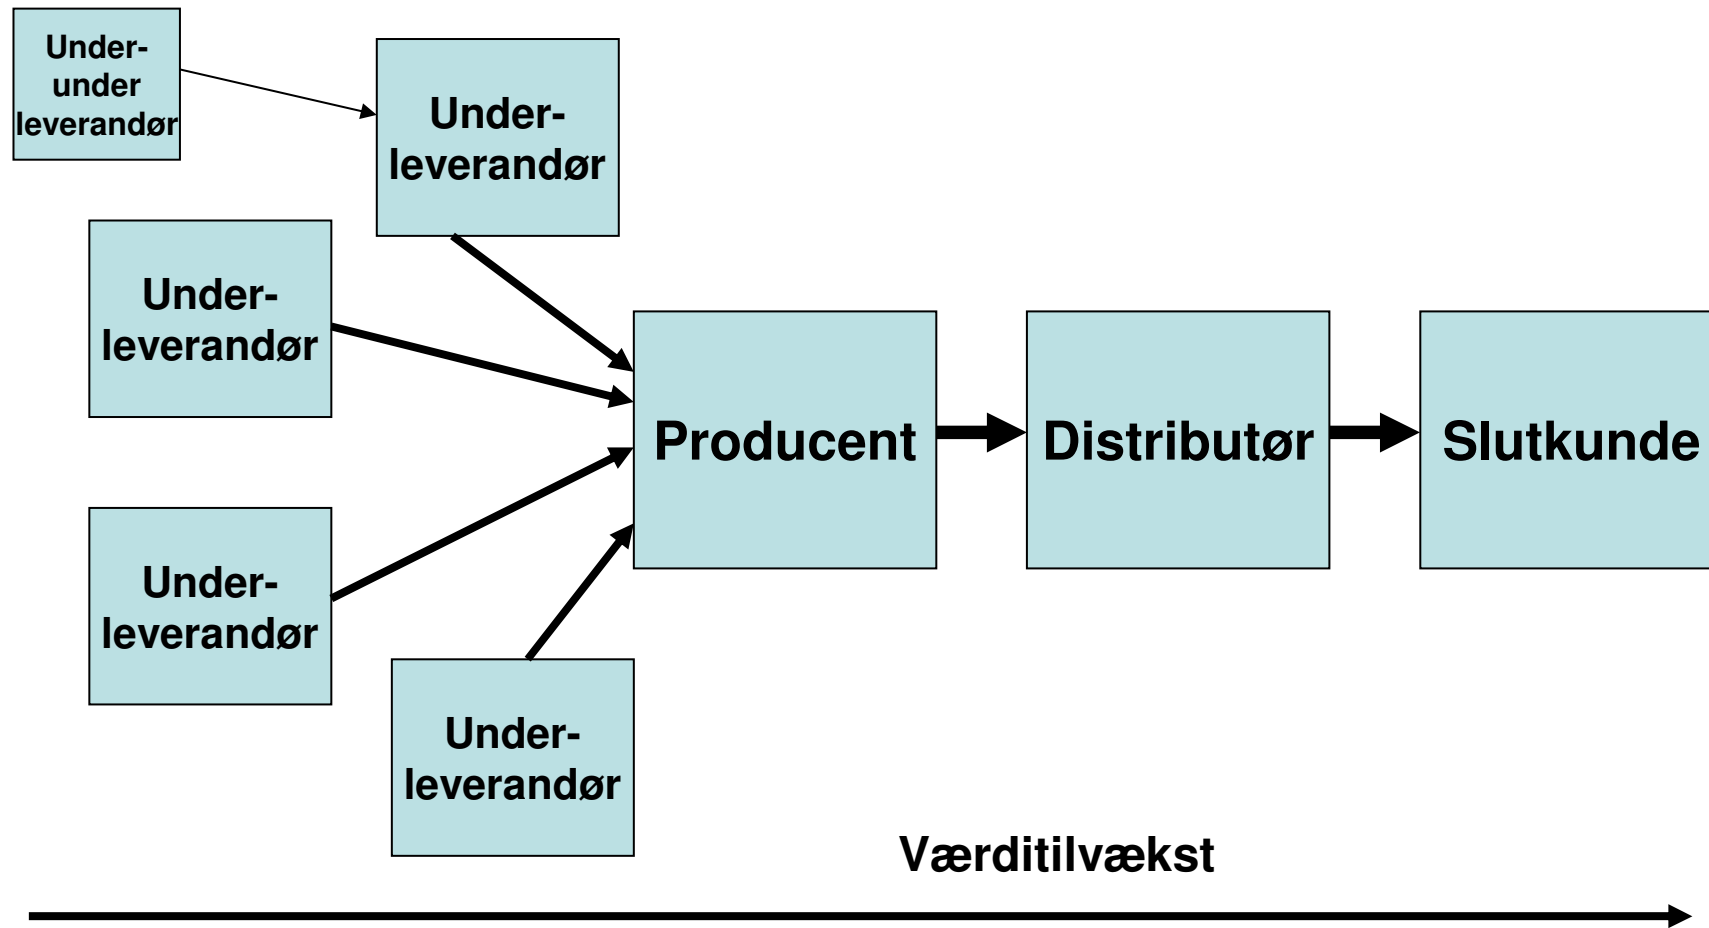 Under-
under
leverandør
Under-
leverandør
Under-
leverandør
Producent
Distributør
Slutkunde
Under-
leverandør
Under-
leverandør
Værditilvækst